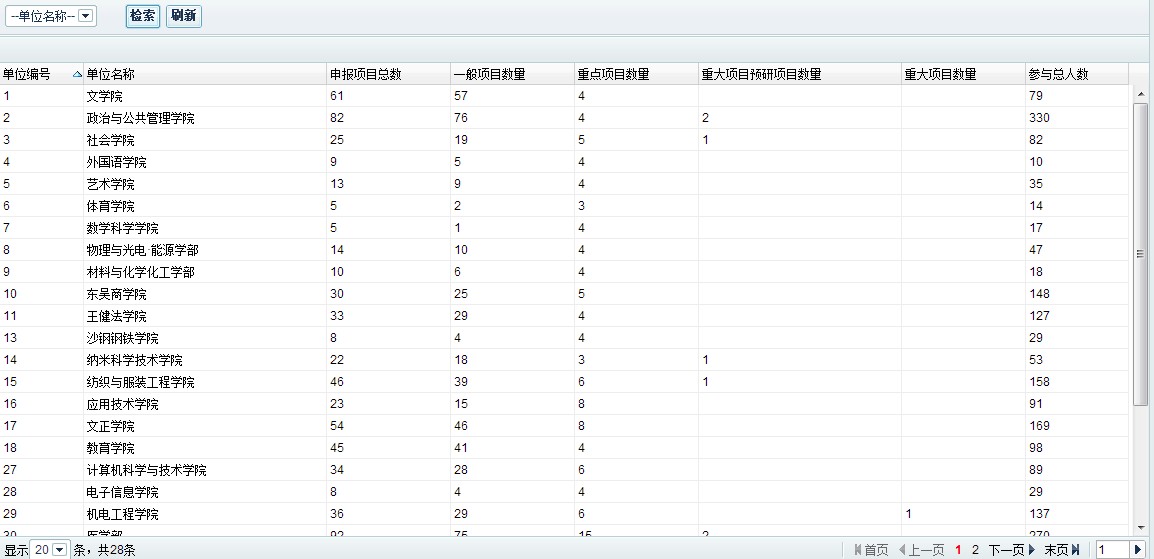 --单位名称-- 检索 刷新
单位编号 单位名称 申报项目总数 一般项目数量 重点项目数量 重大项目预研项目数量 重大项目数量 参与总人数
1 文学院 61 57 4 79
2 政治与公共管理学院 82 76 4 2 330
3 社会学院 25 19 5 1 82
4 外国语学院 9 5 4 10
5 艺术学院 13 9 4 35
6 体育学院 5 2 3 14
7 数学科学学院 5 1 4 17
8 物理与光电·能源学部 14 10 4 47
9 材料与化学化工学部 10 6 4 18
10 东吴商学院 30 25 5 148
11 王健法学院 33 29 4 127
13 沙钢钢铁学院 8 4 4 29
14 纳米科学技术学院 22 18 3 1 53
15 纺织与服装工程学院 46 39 6 1 158
16 应用技术学院 23 15 8 91
17 文正学院 54 46 8 169
18 教育学院 45 41 4 98
27 计算机科学与技术学院 34 28 6 89
28 电子信息学院 8 4 4 29
29 机电工程学院 36 29 6 1 137
30 医学部 92 75 15 2 270
显示 20 条，共28条 首页 上一页 1 2 下一页 末页 1